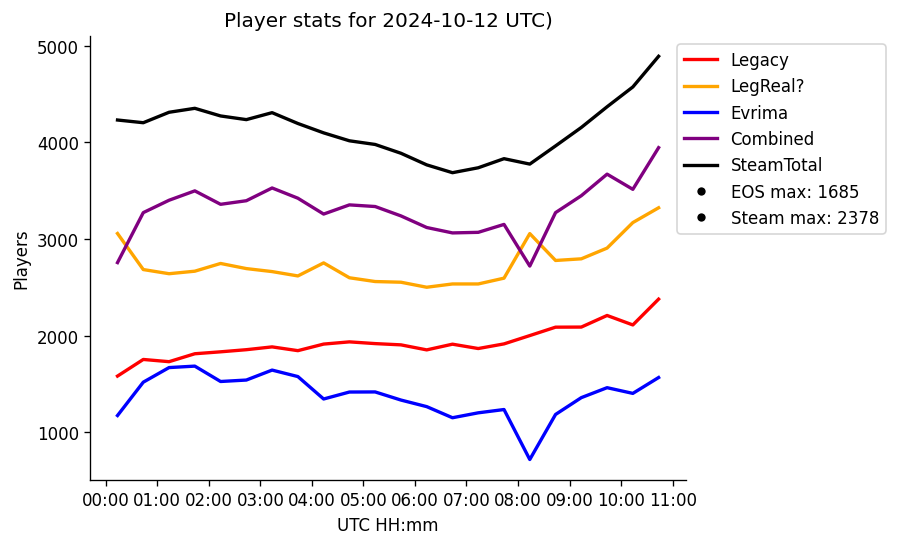 Player stats for 2024-10-12 UTC)
5000
4000
3000
2000
1000
Players
00:00 01:00 02:00 03:00 04:00 05:00 06:00 07:00 08:00 09:00 10:00 11:00
UTC HH:mm
Legacy
LegReal?
Evrima
Combined
SteamTotal
EOS max: 1685
Steam max: 2378